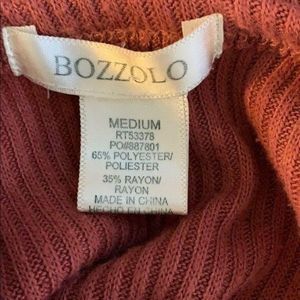 BOZZOLO
MEDIUM
RT53378
PO#887801
65% POLYESTER/
POLIESTER
35% RAYON/
RAYON
MADE IN CHINA
HECHO EN CHINA